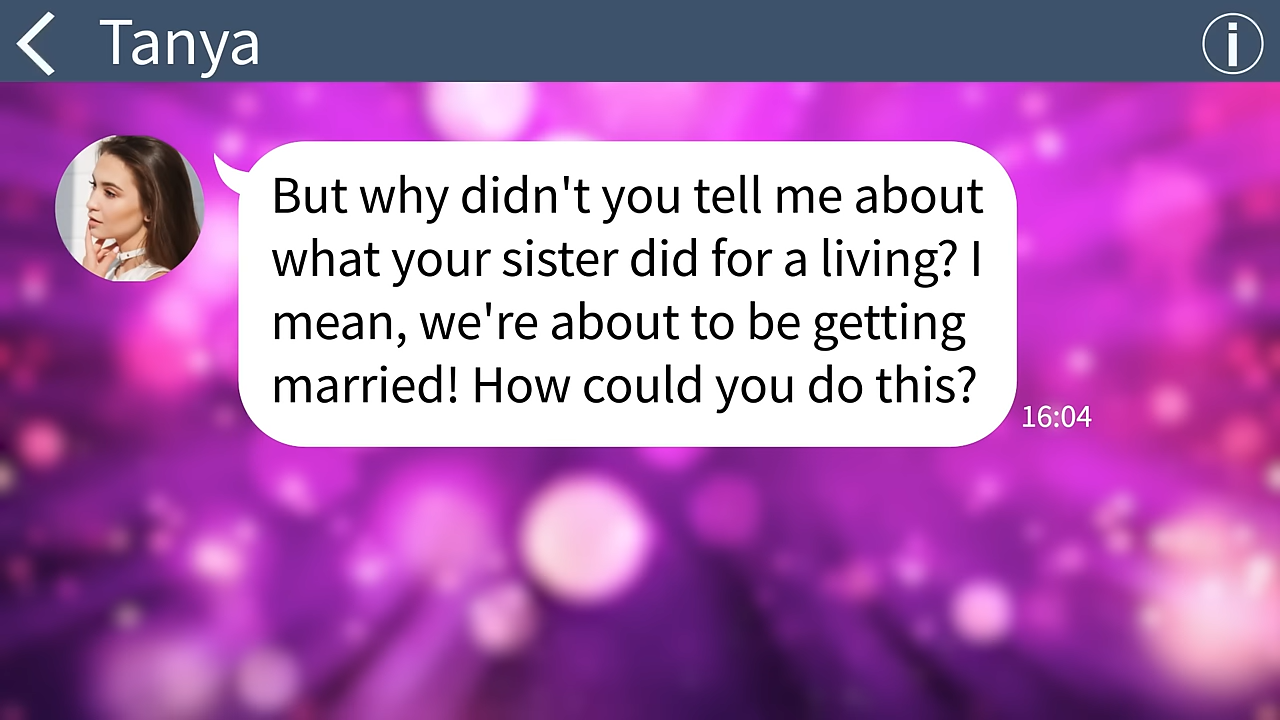 Tanya
But why didn't you tell me about
what your sister did for a living? I
mean, we're about to be getting
married! How could you do this?
16:04